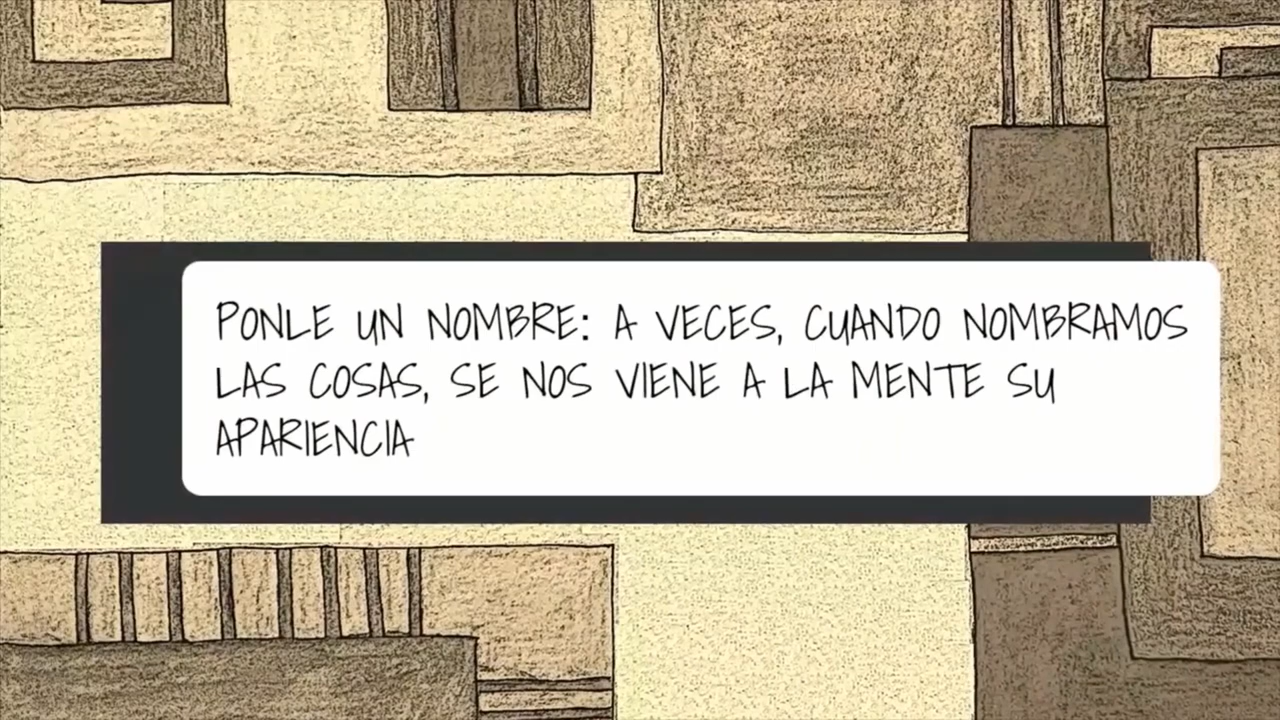 PONLE UN NOMBRE: A VECES, CUANDO NOMBRAMOS
LAS COSAS, SE NOS VIENE A LA MENTE SU
APARIENCIA